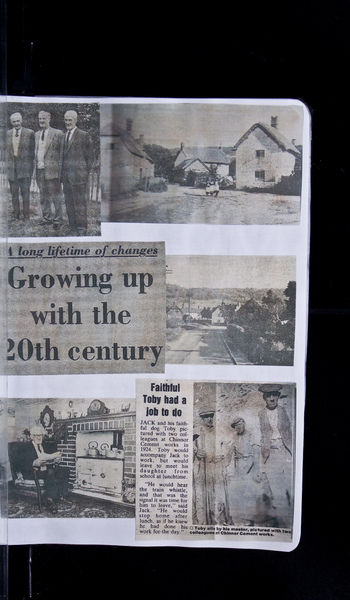 A long lifetime of changes
Growing up
with the
20th century
Faithful
Toby had a
job to do
JACK and his faith-
ful dog Toby pic-
tured with two col-
leagues at Chinnor
Cement works in
1924. Toby would
accompany Jack to
work, but would
leave to meet his
daughter from
school at lunchtime.
"He would hear
the train whistle,
and that was the
signal it was time for
him to leave," said
Jack. "He would
stop home after
lunch, as if he knew
he had done his
work for the day."
Toby sits by his master, pictured with two
colleagues at Chinnor Cement works.